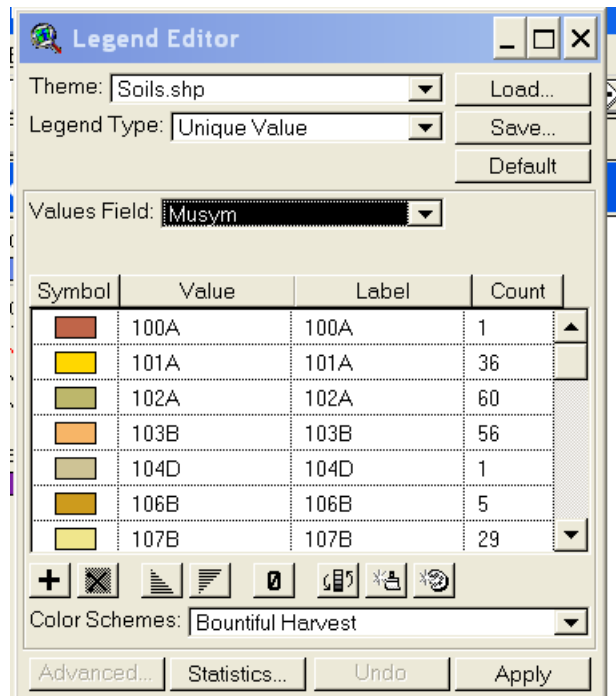 Legend Editor
Theme: Soils.shp Load...
Legend Type: Unique Value Save...
Default
Values Field: Musym
Symbol Value Label Count
100A 100A 1
101A 101A 36
102A 102A 60
103B 103B 56
104D 104D 1
106B 106B 5
107B 107B 29
0
Color Schemes: Bountiful Harvest
Advanced... Statistics... Undo Apply